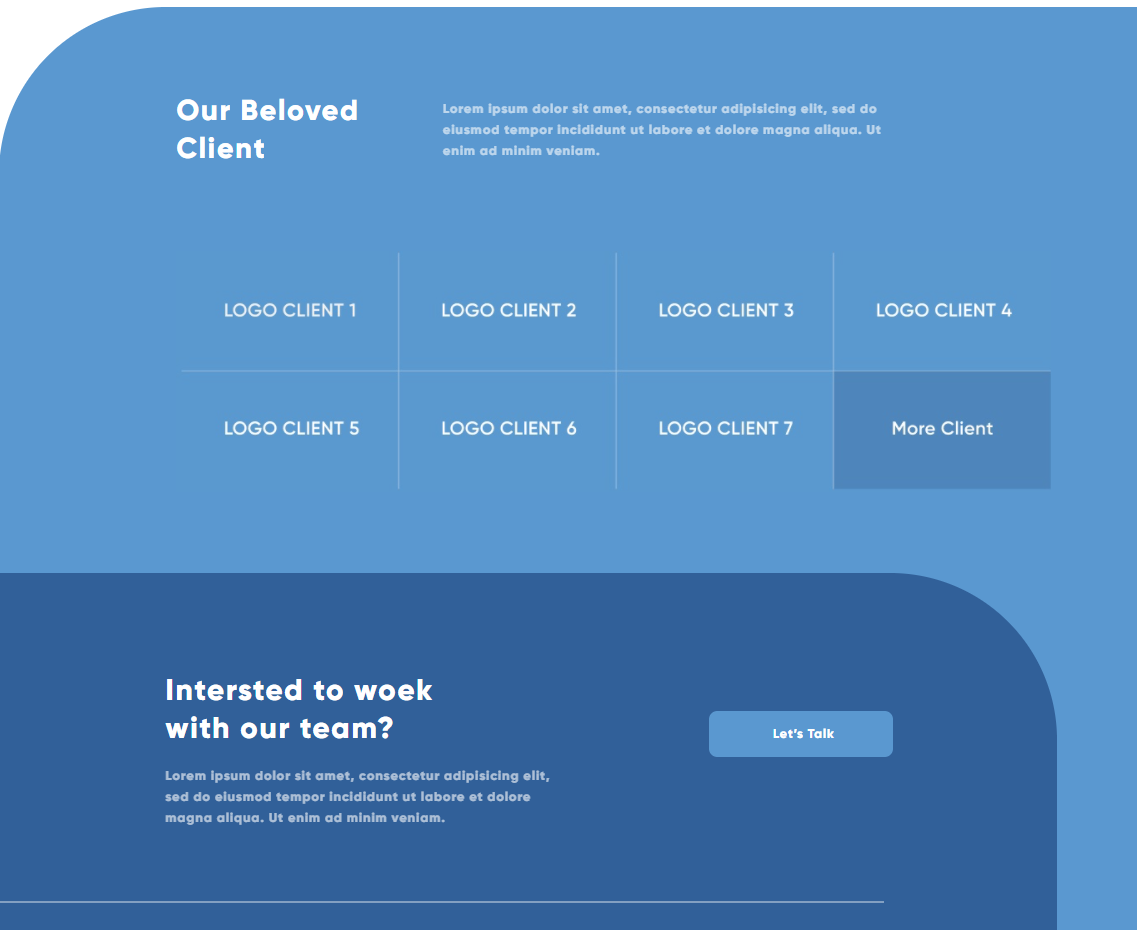 Our Beloved
Client
Lorem ipsum dolor sit amet, consectetur adipisicing elit, sed do
eiusmod tempor incididunt ut labore et dolore magna aliqua. Ut
enim ad minim veniam.
LOGO CLIENT 1
LOGO CLIENT 2
LOGO CLIENT 3
LOGO CLIENT 4
LOGO CLIENT 5
LOGO CLIENT 6
LOGO CLIENT 7
More Client
Intersted to woek
with our team?
Lorem ipsum dolor sit amet, consectetur adipisicing elit,
sed do eiusmod tempor incididunt ut labore et dolore
magna aliqua. Ut enim ad minim veniam.
Let's Talk